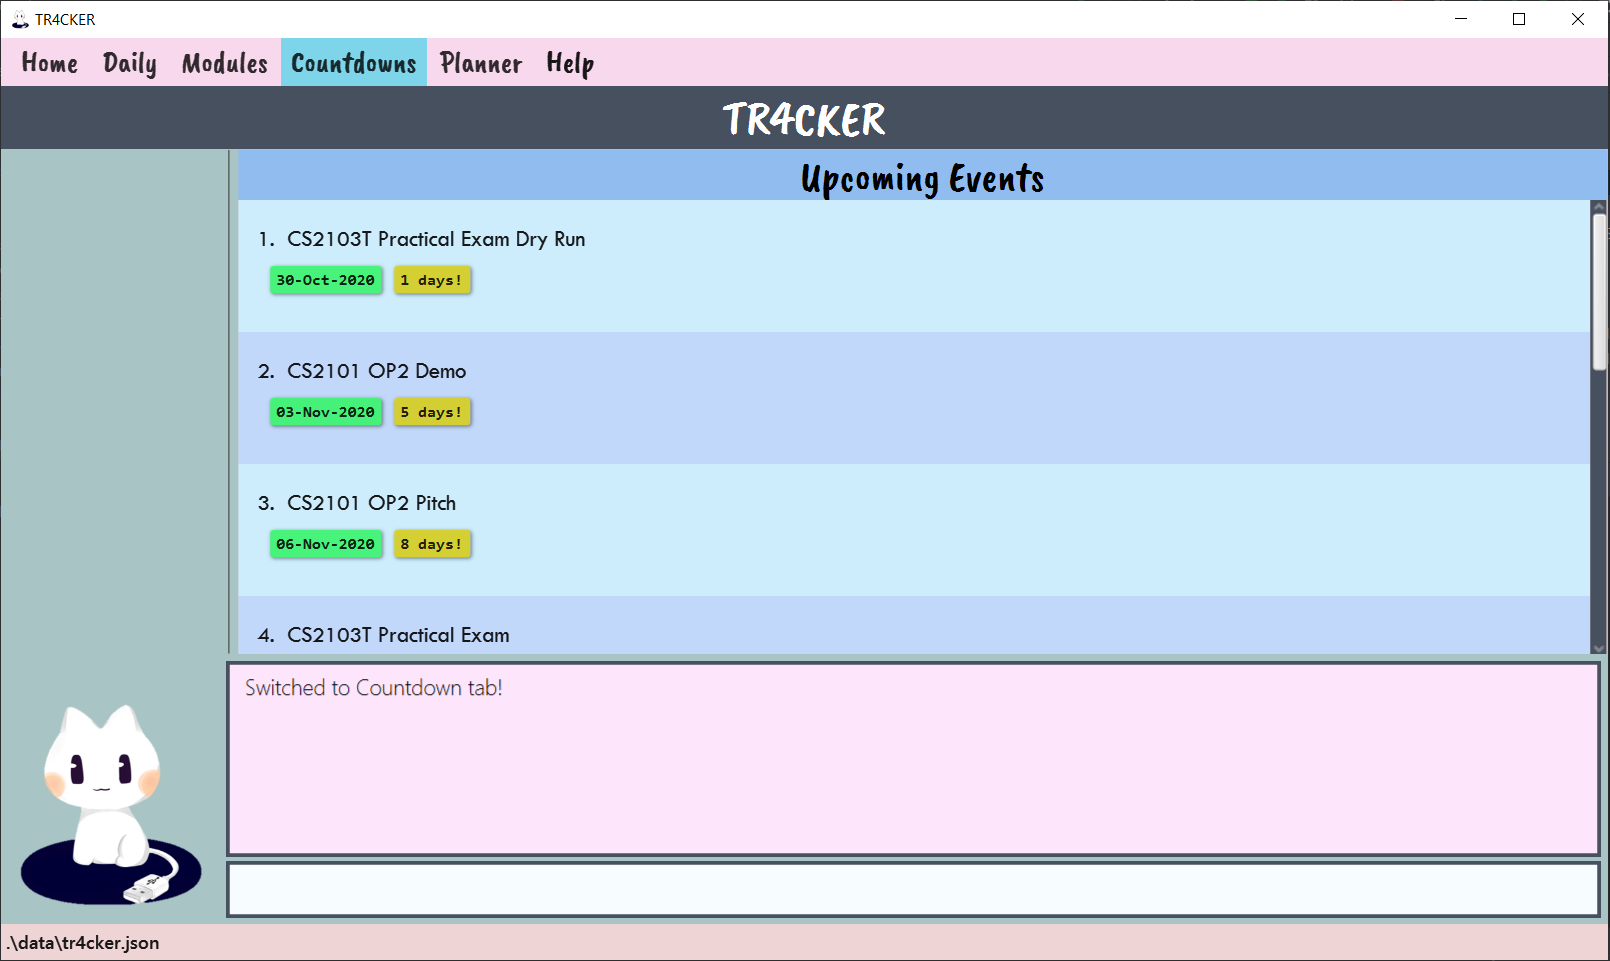 TR4CKER
Home Daily Modules Countdowns Planner Help
TR4CKER
Upcoming Events
1. CS2103T Practical Exam Dry Run
30-Oct-2020 1 days!
2. CS2101 OP2 Demo
03-Nov-2020 5 days!
3. CS2101 OP2 Pitch
06-Nov-2020 8 days!
4. CS2103T Practical Exam
Switched to Countdown tab!
.\data\tr4cker.json